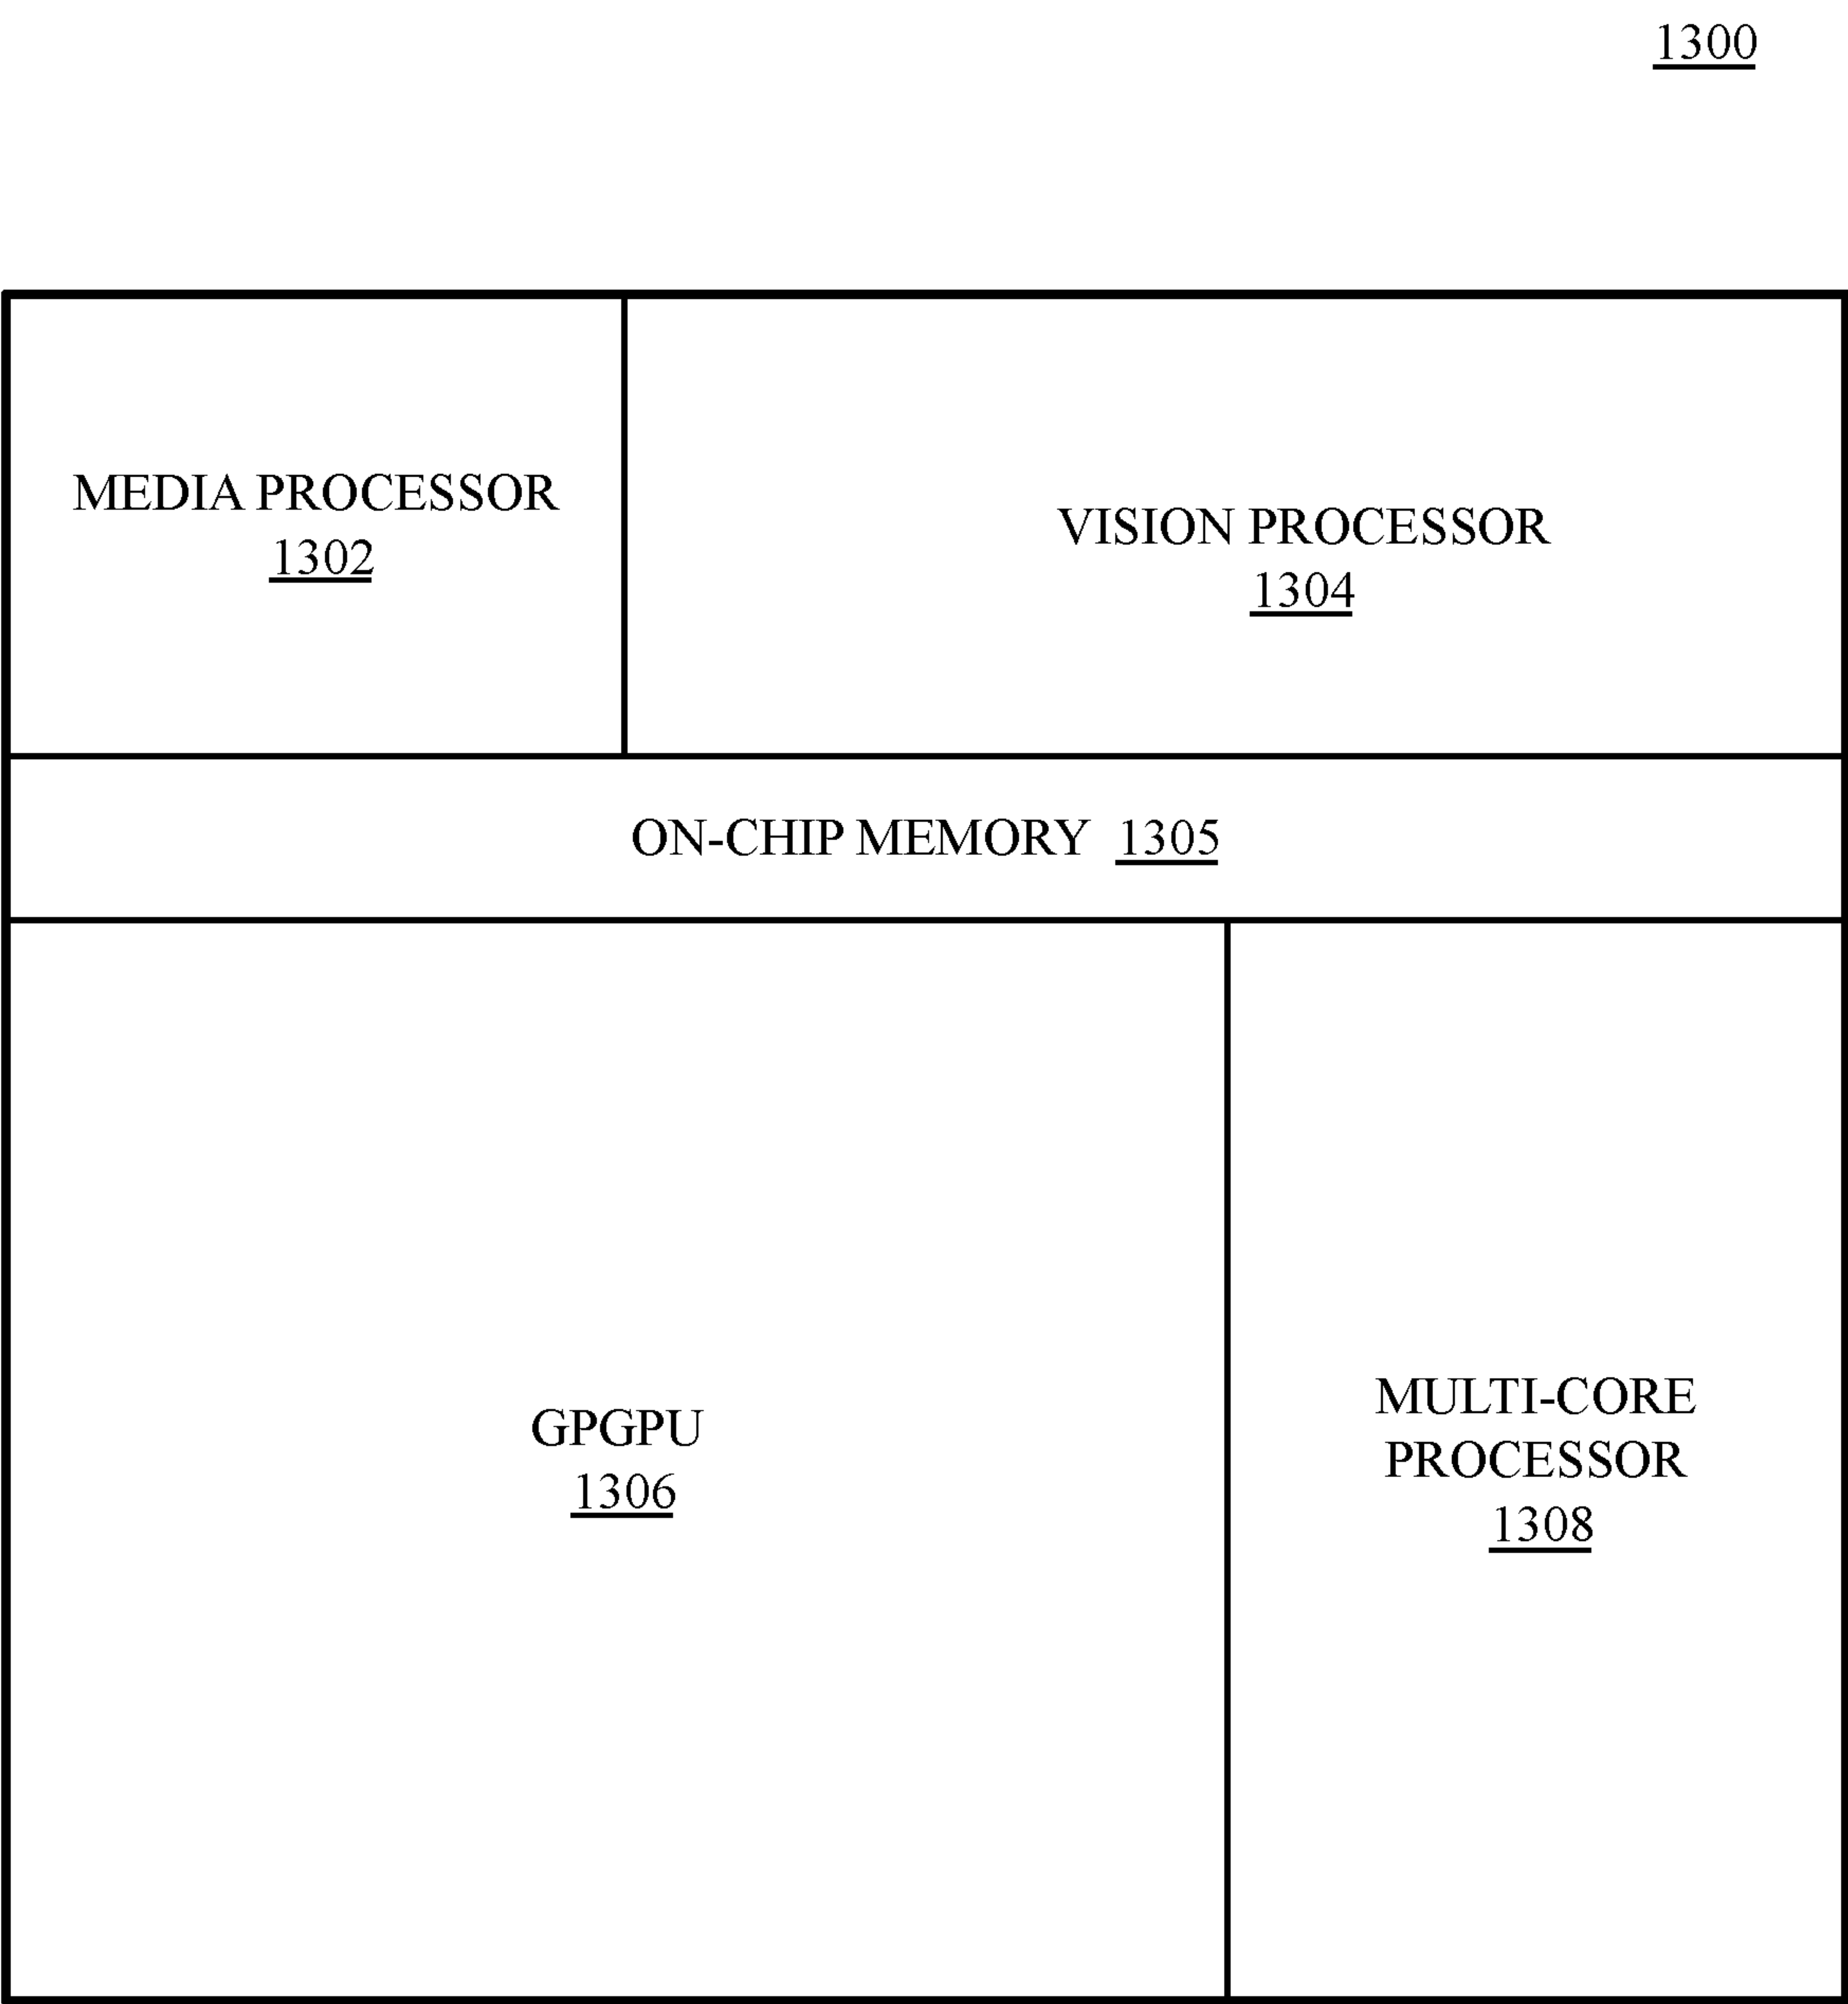 1300
MEDIA PROCESSOR
1302
VISION PROCESSOR
1304
ON-CHIP MEMORY 1305
GPGPU
1306
MULTI-CORE
PROCESSOR
1308